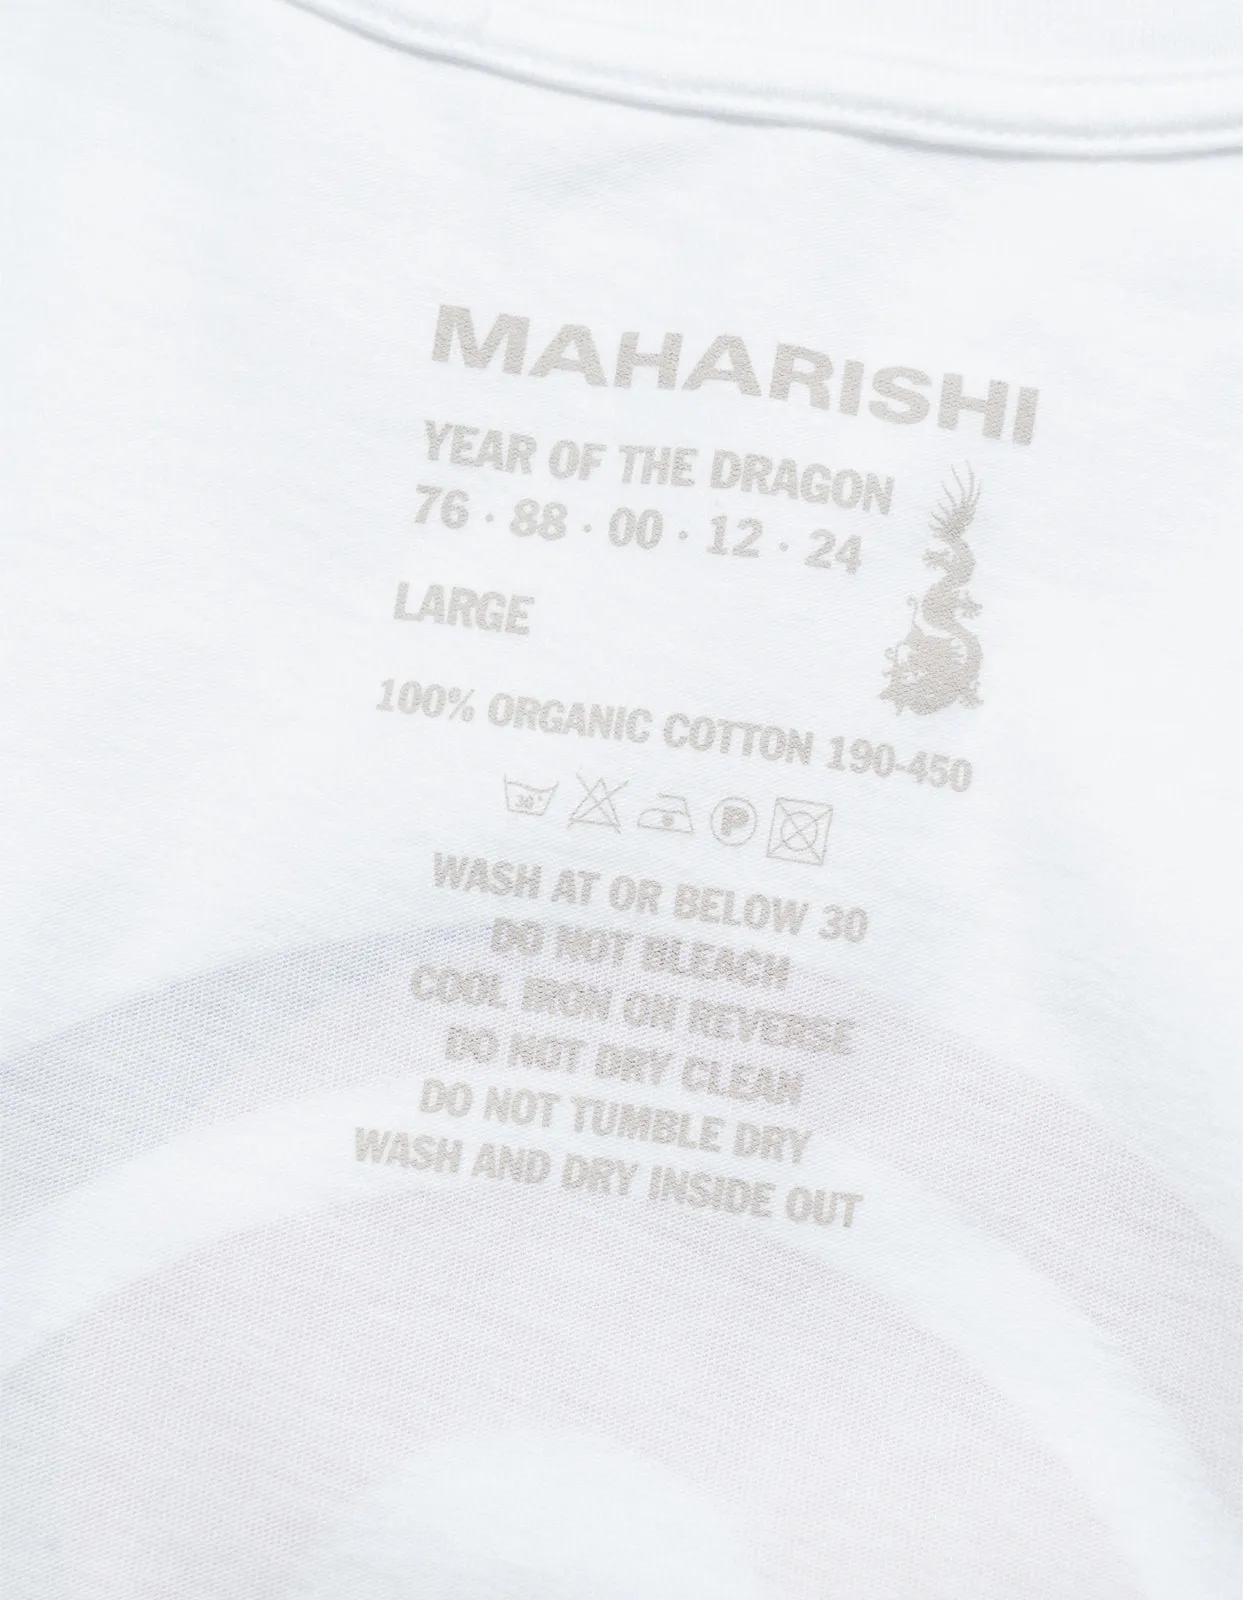 MAHARISHI
YEAR OF THE DRAGON
76 · 88 · 00 · 12 · 24
LARGE
100% ORGANIC COTTON 190-450
30°
P
WASH AT OR BELOW 30
DO NOT BLEACH
COOL IRON ON REVERSE
DO NOT DRY CLEAN
DO NOT TUMBLE DRY
WASH AND DRY INSIDE OUT